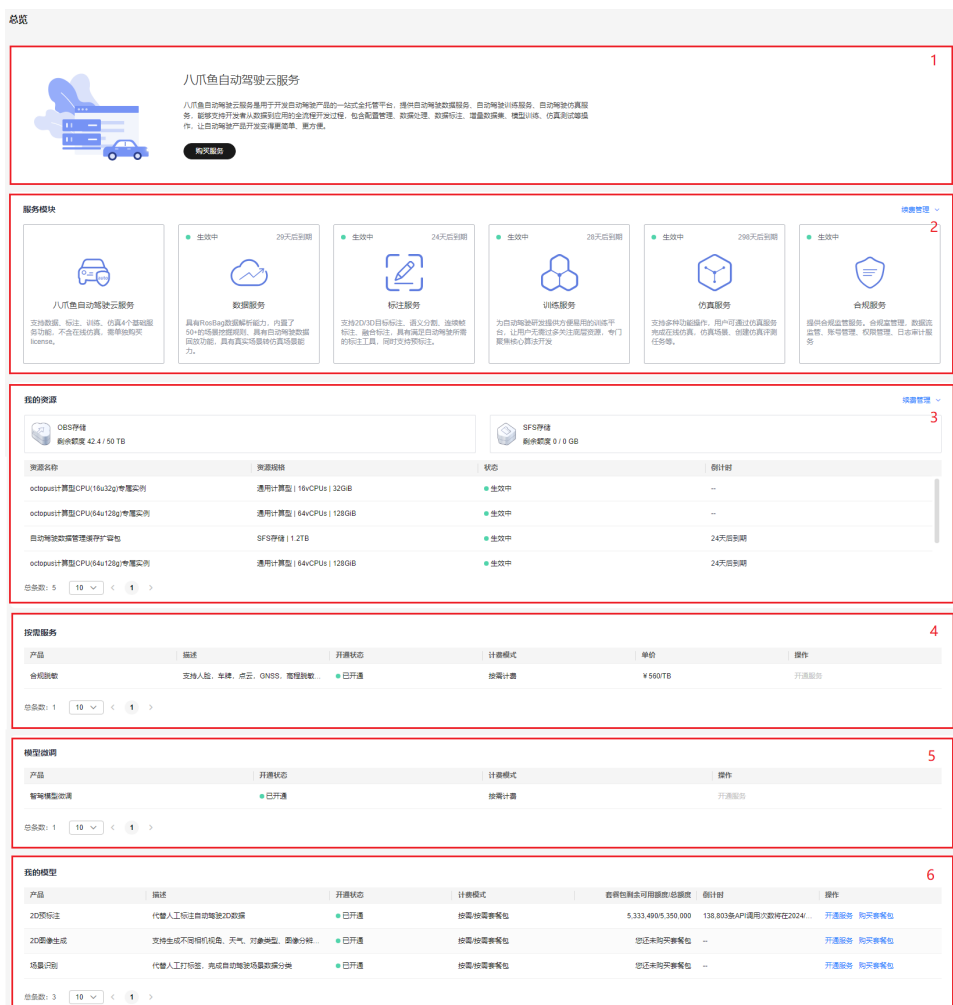 总览
1
八爪鱼自动驾驶云服务
八爪鱼自动驾驶云服务是用于开发自动驾驶产品的一站式全托管平台，提供自动驾驶数据服务、自动驾驶训练服务、自动驾驶仿真服
务，能够支持开发者从数据到应用的全流程开发过程，包含配置管理、数据处理、数据标注、增量数据集、模型训练、仿真测试等操
作，让自动驾驶产品开发变得更简单、更方便。
购买服务
服务模块 续费管理
2
生效中 29天后到期 生效中 24天后到期 生效中 28天后到期 生效中 298天后到期 生效中
八爪鱼自动驾驶云服务 数据服务 标注服务 训练服务 仿真服务 合规服务
支持数据、标注、训练、仿真4个基础服
务功能，不含在线仿真，需单独购买
license。
具有RosBag数据解析能力，内置了
50+的场景挖掘规则，具有自动驾驶数据
回放功能，具有真实场景转仿真场景能
力。
支持2D/3D目标标注、语义分割、连续帧
标注、融合标注，具有满足自动驾驶所需
的标注工具，同时支持预标注。
为自动驾驶研发提供方便易用的训练平
台，让用户无需过多关注底层资源，专门
聚焦核心算法开发
支持多种功能操作，用户可通过仿真服务
完成在线仿真，仿真场景、创建仿真评测
任务等。
提供合规监管服务。合规室管理、数据流
监管、账号管理、权限管理、日志审计服
务
我的资源 续费管理
3
OBS存储
剩余额度 42.4 / 50 TB
SFS存储
剩余额度 0 / 0 GB
资源名称 资源规格 状态 倒计时
octopus计算型CPU(16u32g)专属实例 通用计算型 | 16vCPUs | 32GiB 生效中 --
octopus计算型CPU(64u128g)专属实例 通用计算型 | 64vCPUs | 128GiB 生效中 --
自动驾驶数据管理缓存扩容包 SFS存储 | 1.2TB 生效中 24天后到期
octopus计算型CPU(64u128g)专属实例 通用计算型 | 64vCPUs | 128GiB 生效中 24天后到期
总条数：5 10 < 1 >
按需服务 4
产品 描述 开通状态 计费模式 单价 操作
合规脱敏 支持人脸、车牌、点云、GNSS、高程脱敏... 已开通 按需计费 ¥ 560/TB 开通服务
总条数：1 10 < 1 >
模型微调 5
产品 开通状态 计费模式 操作
智驾模型微调 已开通 按需计费 开通服务
总条数：1 10 < 1 >
我的模型 6
产品 描述 开通状态 计费模式 套餐包剩余可用额度/总额度 倒计时 操作
2D预标注 代替人工标注自动驾驶2D数据 已开通 按需/按需套餐包 5,333,490/5,350,000 138,803条API调用次数将在2024/... 开通服务 购买套餐包
2D图像生成 支持生成不同相机视角、天气、对象类型、图像分辨... 已开通 按需/按需套餐包 您还未购买套餐包 -- 开通服务 购买套餐包
场景识别 代替人工打标签，完成自动驾驶场景数据分类 已开通 按需/按需套餐包 您还未购买套餐包 -- 开通服务 购买套餐包
总条数：3 10 < 1 >